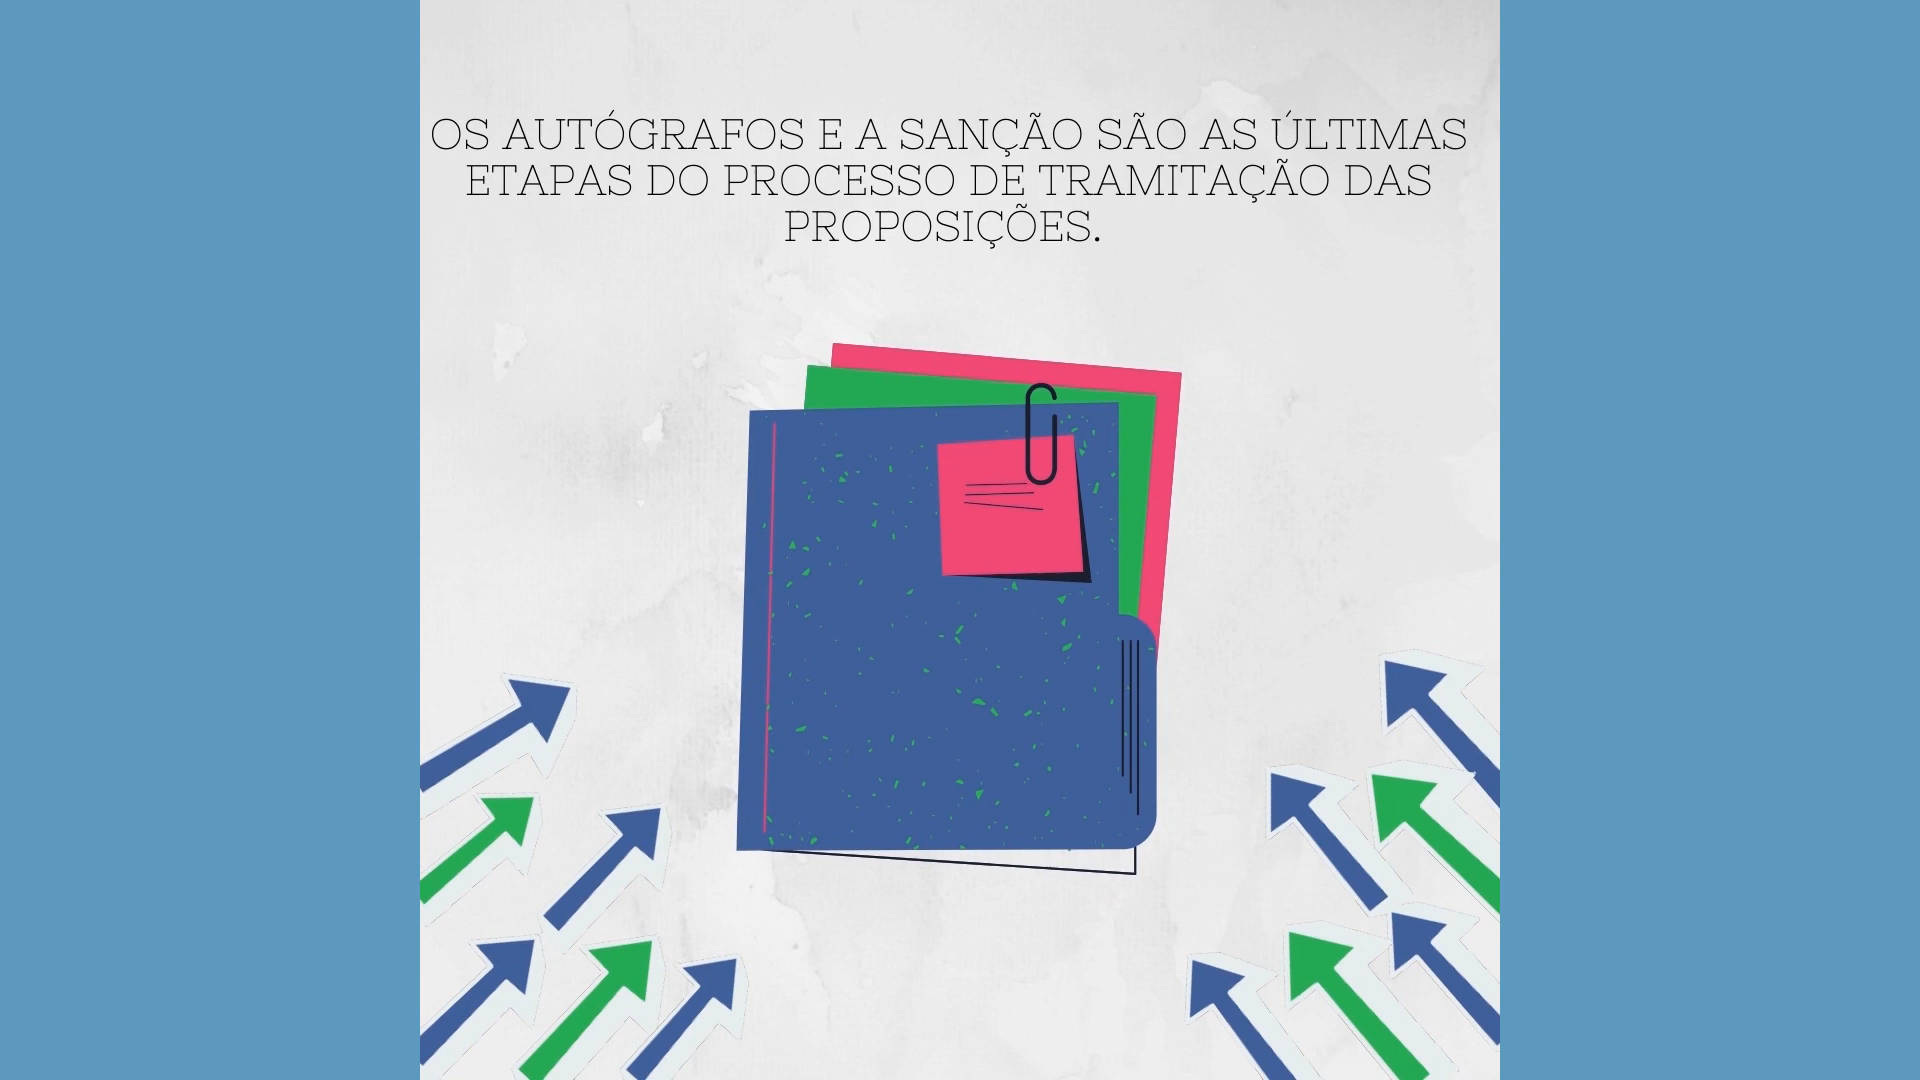 OS AUTÓGRAFOS E A SANÇÃO SÃO AS ÚLTIMAS
ETAPAS DO PROCESSO DE TRAMITAÇÃO DAS
PROPOSIÇÕES.